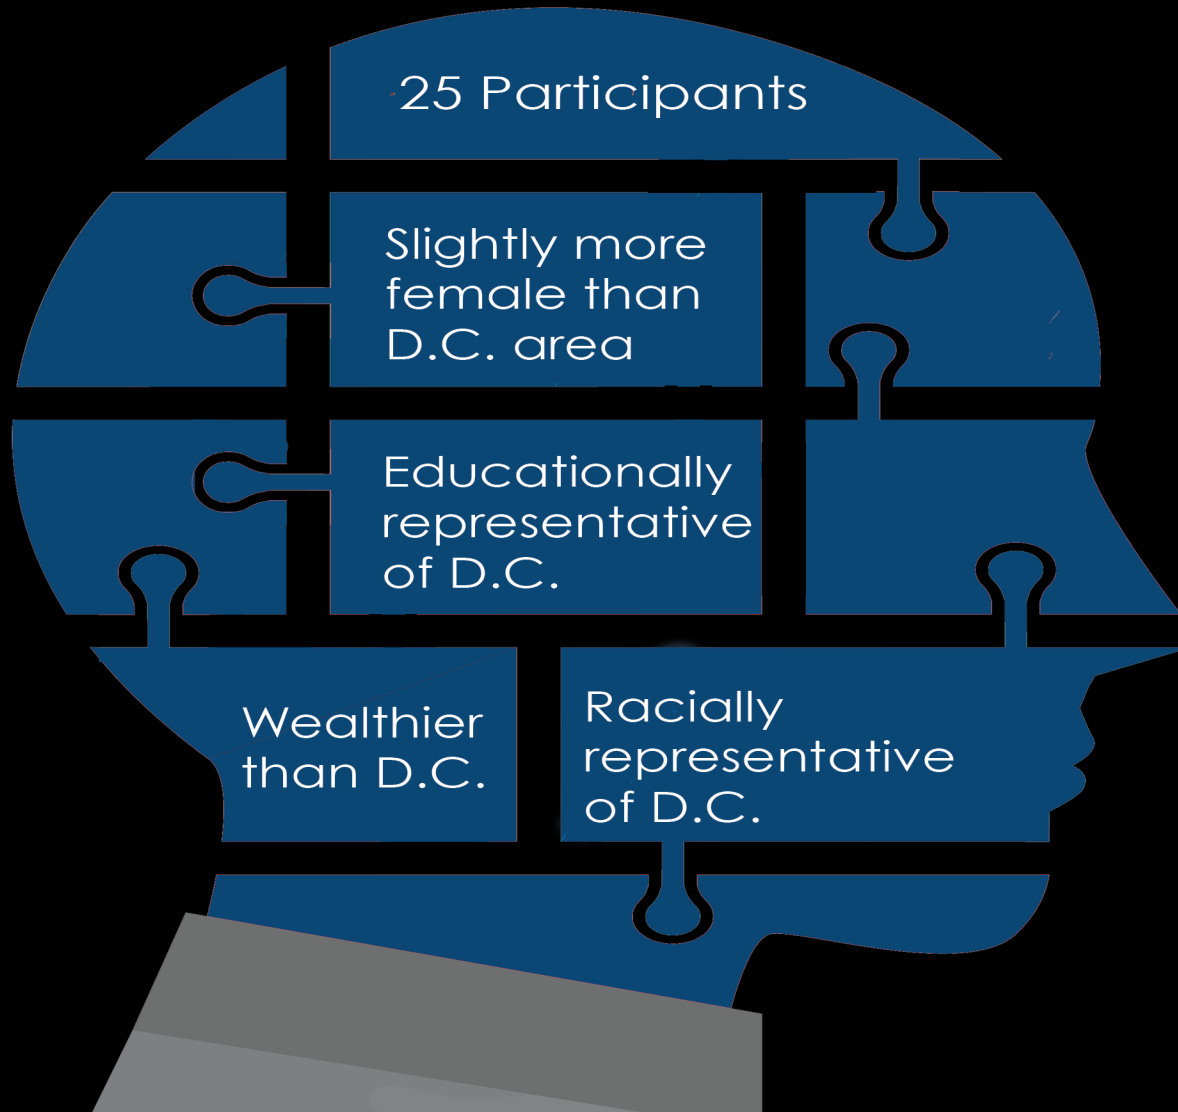 25 Participants
Slightly more
female than
D.C. area
Educationally
representative
of D.C.
Wealthier
than D.C.
Racially
representative
of D.C.